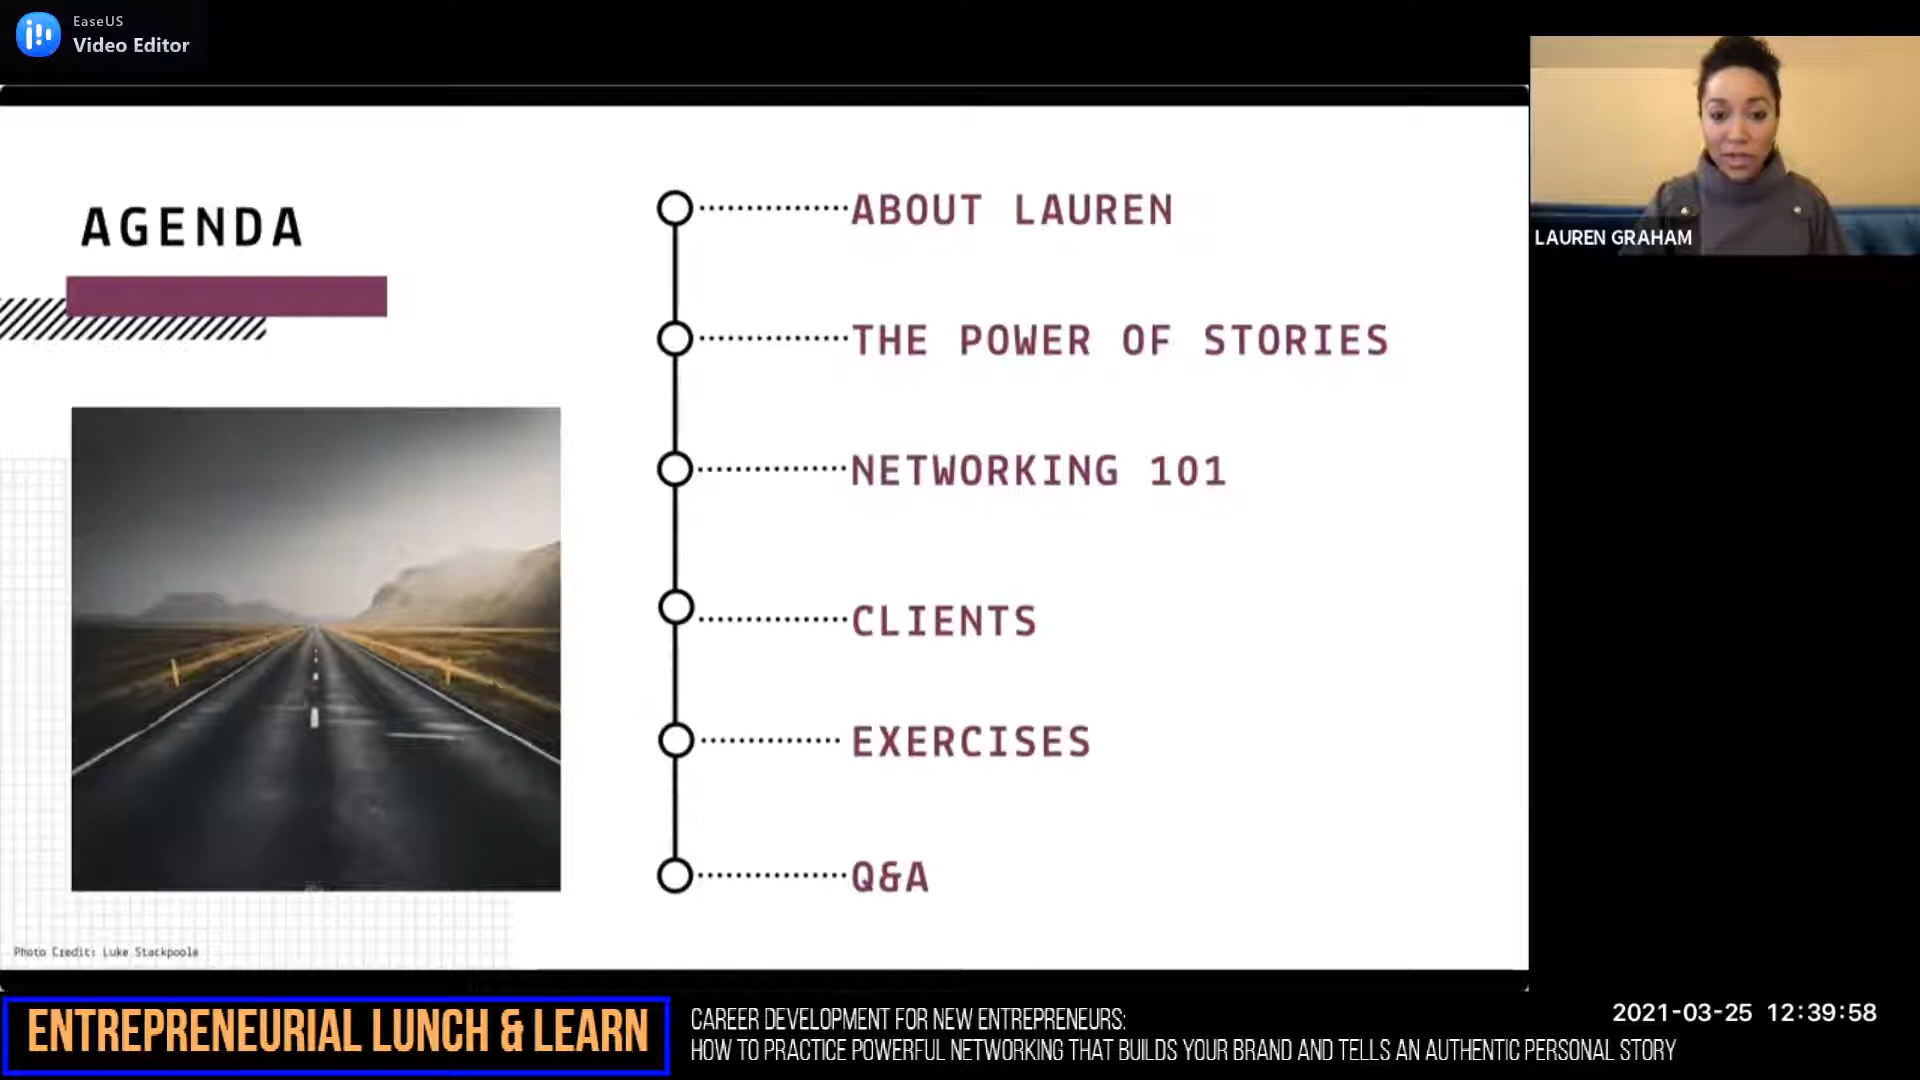 EaseUS
Video Editor
AGENDA
ABOUT LAUREN
THE POWER OF STORIES
NETWORKING 101
CLIENTS
EXERCISES
Q&A
Photo Credit: Luke Stackpoole
LAUREN GRAHAM
ENTREPRENEURIAL LUNCH & LEARN
CAREER DEVELOPMENT FOR NEW ENTREPRENEURS:
HOW TO PRACTICE POWERFUL NETWORKING THAT BUILDS YOUR BRAND AND TELLS AN AUTHENTIC PERSONAL STORY
2021-03-25 12:39:58